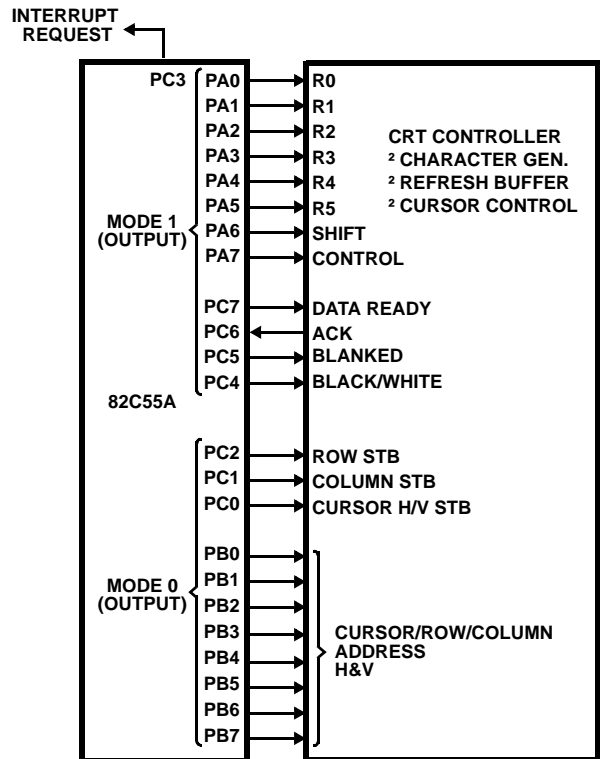 INTERRUPT
REQUEST
PC3 PA0 R0
PA1 R1
PA2 R2
PA3 R3
PA4 R4
PA5 R5
PA6 SHIFT
PA7 CONTROL
CRT CONTROLLER
² CHARACTER GEN.
² REFRESH BUFFER
² CURSOR CONTROL
MODE 1
(OUTPUT)
PC7 DATA READY
PC6 ACK
PC5 BLANKED
PC4 BLACK/WHITE
82C55A
PC2 ROW STB
PC1 COLUMN STB
PC0 CURSOR H/V STB
MODE 0
(OUTPUT)
PB0
PB1
PB2
PB3
PB4
PB5
PB6
PB7
CURSOR/ROW/COLUMN
ADDRESS
H&V